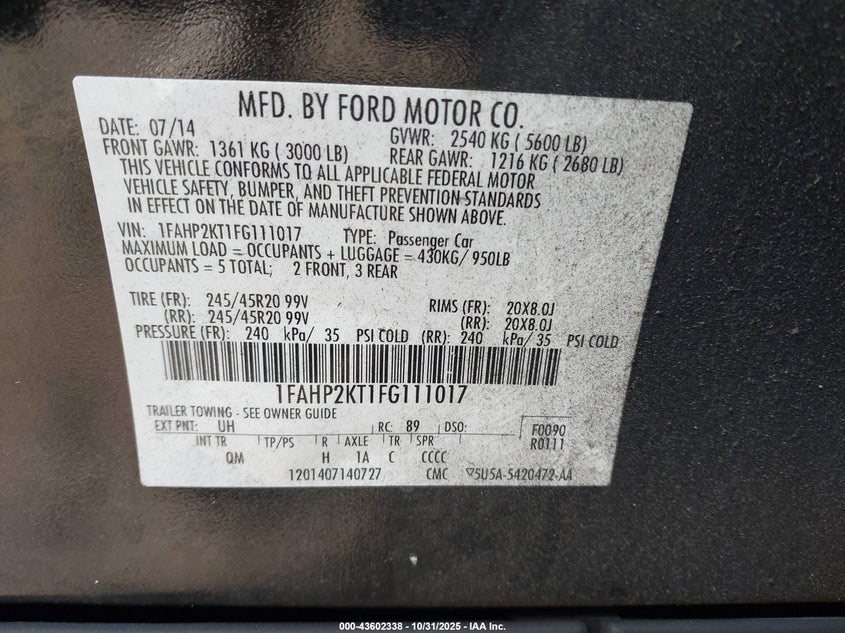 MFD. BY FORD MOTOR CO.
DATE: 07/14 GVWR: 2540 KG ( 5600 LB)
FRONT GAWR: 1361 KG ( 3000 LB) REAR GAWR: 1216 KG ( 2680 LB)
THIS VEHICLE CONFORMS TO ALL APPLICABLE FEDERAL MOTOR
VEHICLE SAFETY, BUMPER, AND THEFT PREVENTION STANDARDS
IN EFFECT ON THE DATE OF MANUFACTURE SHOWN ABOVE.
VIN: 1FAHP2KT1FG111017 TYPE: Passenger Car
MAXIMUM LOAD = OCCUPANTS + LUGGAGE = 430KG/ 950LB
OCCUPANTS = 5 TOTAL; 2 FRONT, 3 REAR
TIRE (FR): 245/45R20 99V RIMS (FR): 20X8.0J
(RR): 245/45R20 99V (RR): 20X8.0J
PRESSURE (FR): 240 kPa/ 35 PSI COLD (RR): 240 kPa/ 35 PSI COLD
1FAHP2KT1FG111017
TRAILER TOWING - SEE OWNER GUIDE
EXT PNT: UH RC: 89 DSO: F0090
R0111
INT TR TP/PS R AXLE TR SPR
QM H 1A C CCCC
1201407140727 CMC 5U5A-5420472-AA
000-43602338 - 10/31/2025 - IAA Inc.